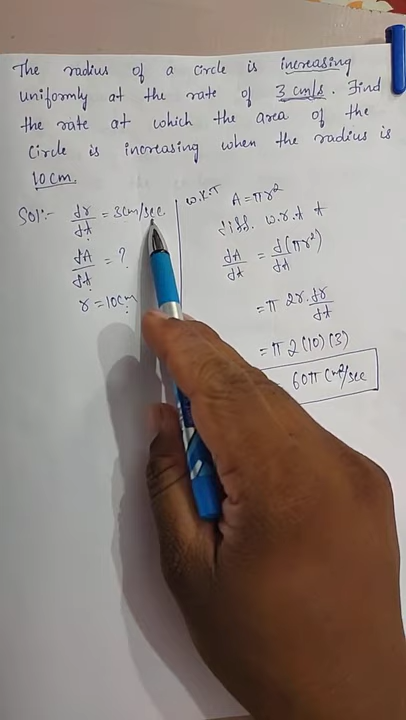 The radius of a circle is increasing
uniformly at the rate of 3 cm/s. Find
the rate at which the area of the
circle is increasing when the radius is
10 cm.
Sol:- dr/dt = 3cm/sec
dA/dt = ?
r = 10cm
W.K.T A = πr²
diff. w.r.t t
dA/dt = d(πr²)/dt
= π 2r. dr/dt
= π 2(10)(3)
60π cm²/sec